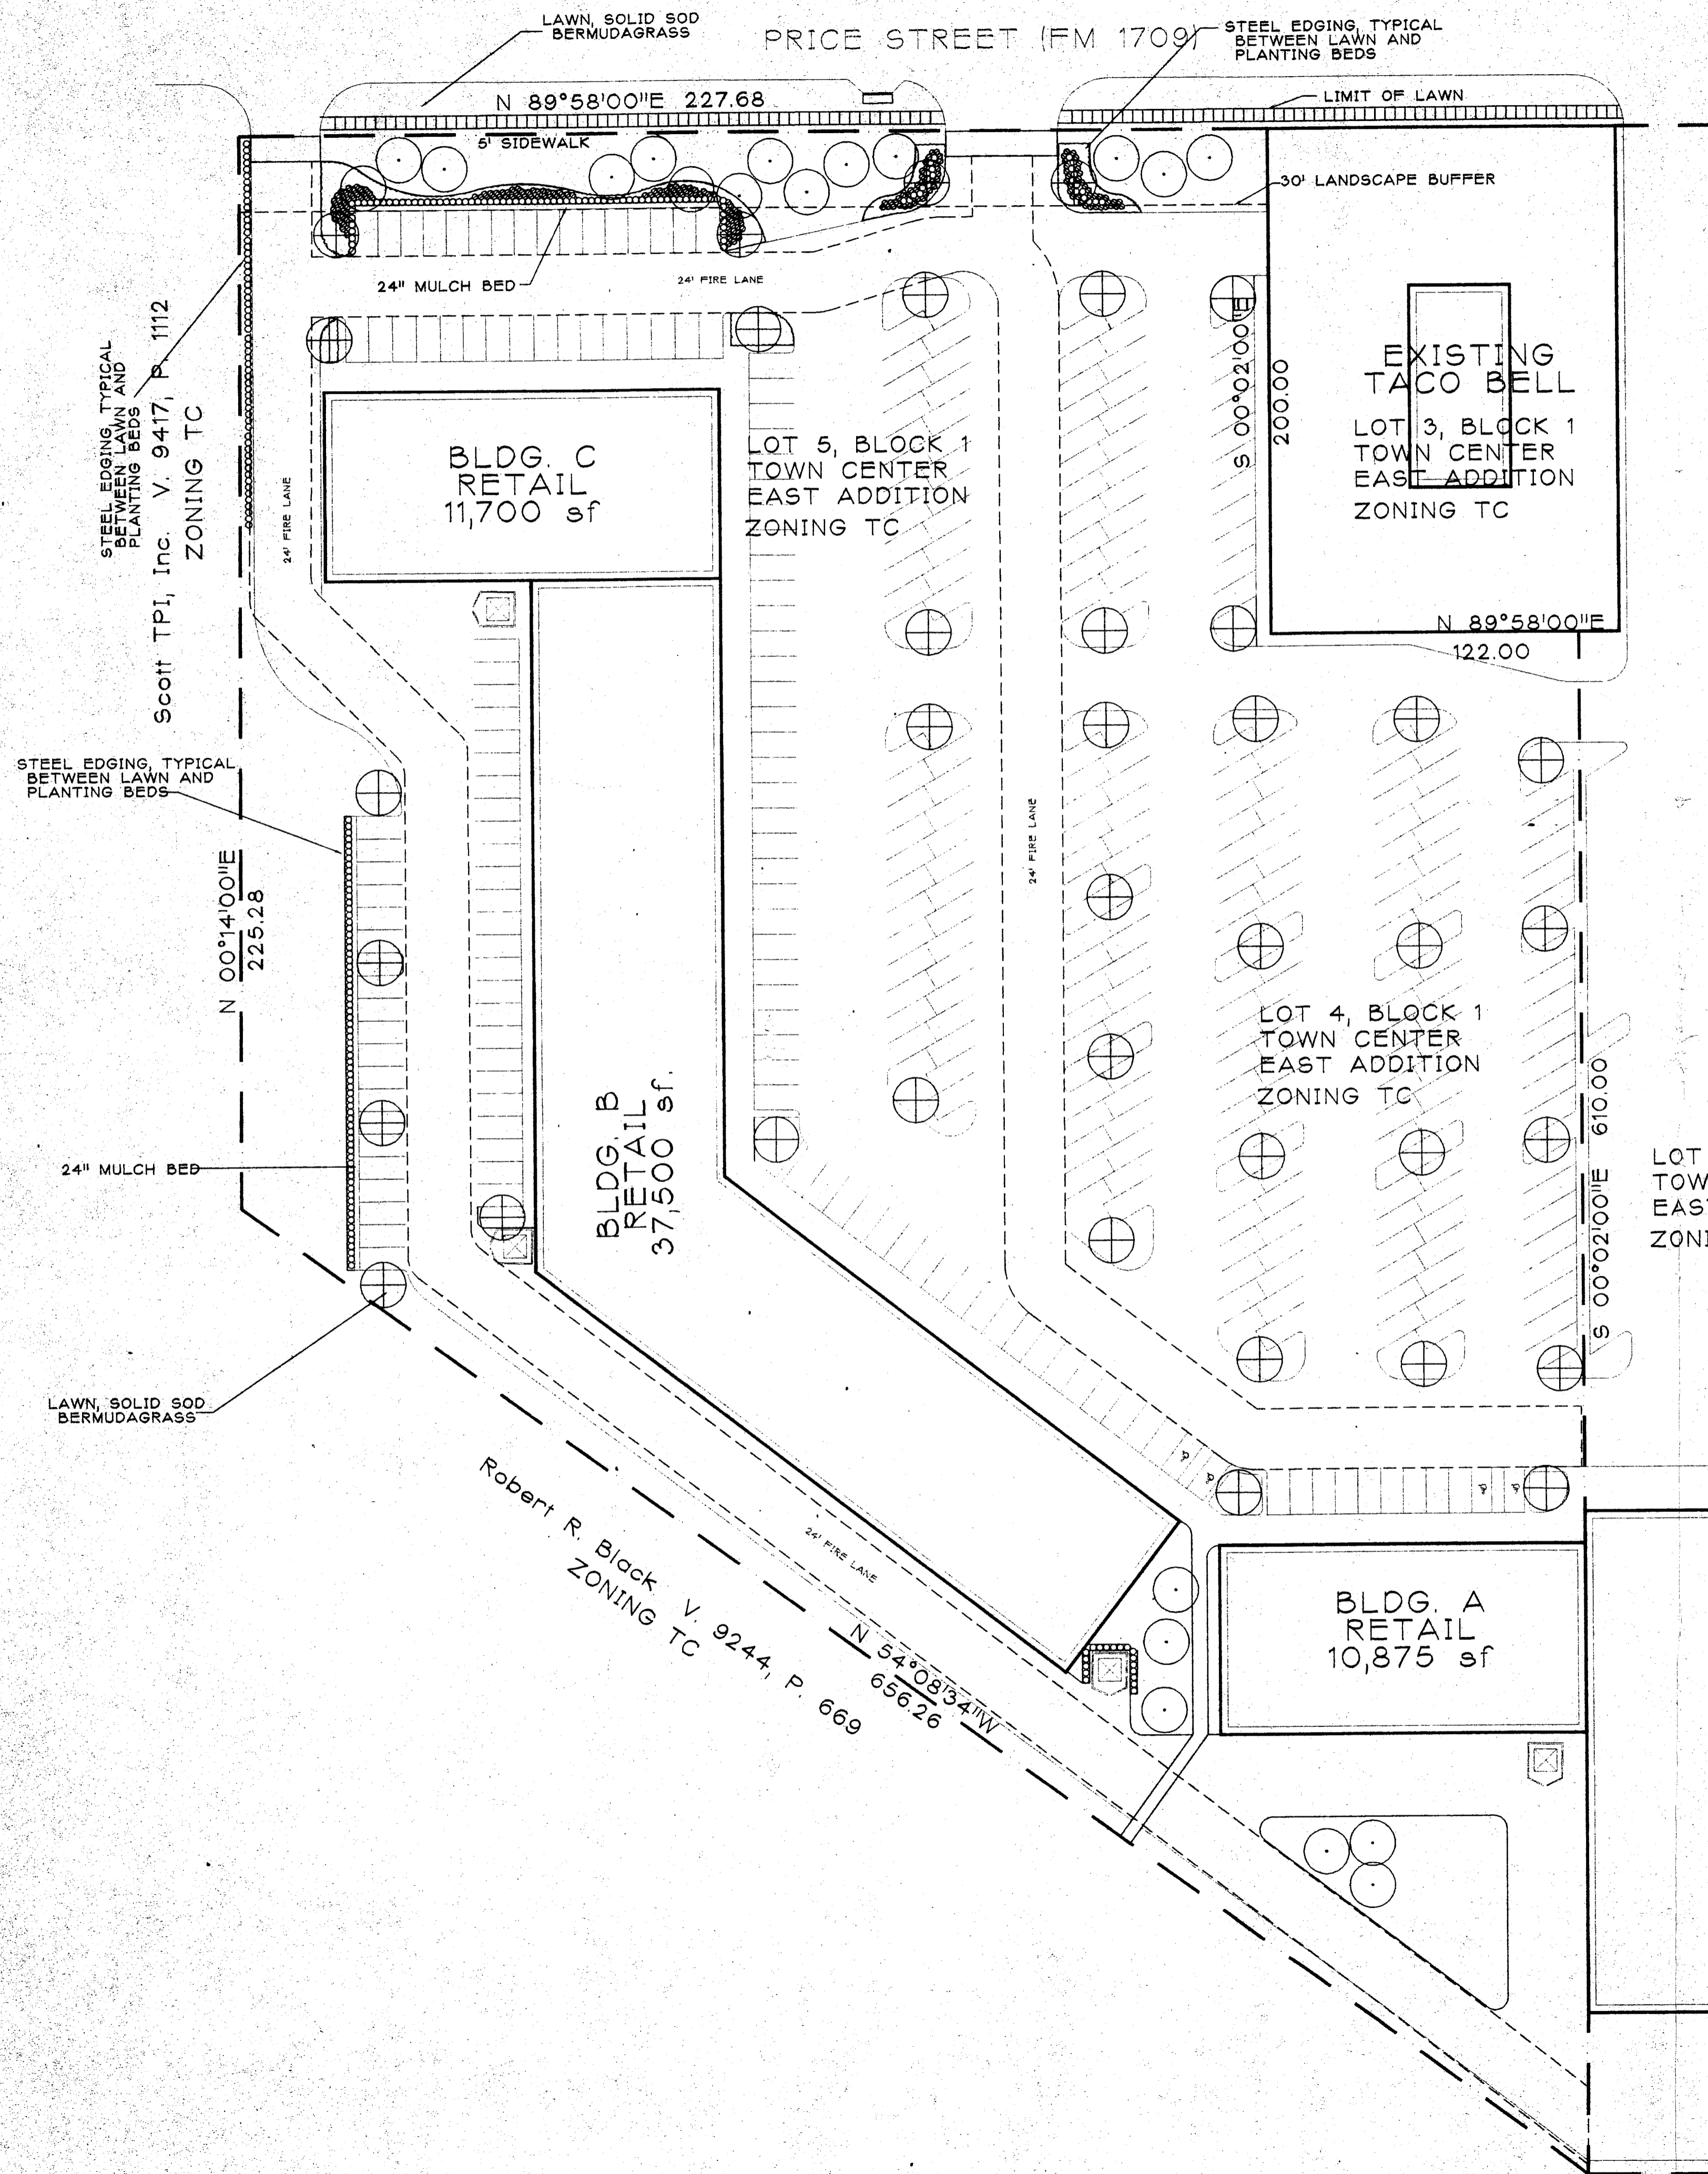 LAWN, SOLID SOD
BERMUDAGRASS
PRICE STREET (FM 1709)
STEEL EDGING, TYPICAL
BETWEEN LAWN AND
PLANTING BEDS
N 89°58'00"E 227.68
LIMIT OF LAWN
5' SIDEWALK
30' LANDSCAPE BUFFER
24" MULCH BED
24' FIRE LANE
STEEL EDGING, TYPICAL
BETWEEN LAWN AND
PLANTING BEDS
Scott TPI, Inc. V. 9417, P. 1112
ZONING TC
24' FIRE LANE
BLDG. C
RETAIL
11,700 sf
LOT 5, BLOCK 1
TOWN CENTER
EAST ADDITION
ZONING TC
S 00°02'00"E
200.00
EXISTING
TACO BELL
LOT 3, BLOCK 1
TOWN CENTER
EAST ADDITION
ZONING TC
N 89°58'00"E
122.00
STEEL EDGING, TYPICAL
BETWEEN LAWN AND
PLANTING BEDS
N 00°14'00"E
225.28
24' FIRE LANE
BLDG. B
RETAIL
37,500 sf.
LOT 4, BLOCK 1
TOWN CENTER
EAST ADDITION
ZONING TC
S 00°02'00"E 610.00
LOT
TOW
EAS
ZONI
24" MULCH BED
LAWN, SOLID SOD
BERMUDAGRASS
Robert R. Black V. 9244, P. 669
ZONING TC
24' FIRE LANE
N 54°08'34"W
656.26
BLDG. A
RETAIL
10,875 sf